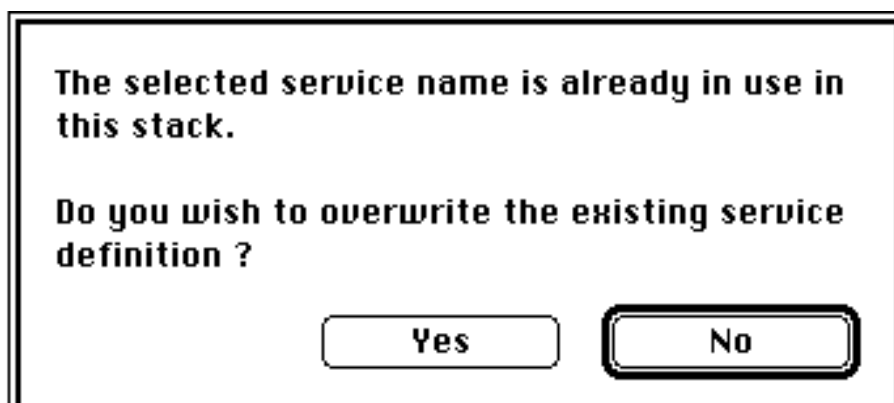 The selected service name is already in use in
this stack.
Do you wish to overwrite the existing service
definition ?
Yes No